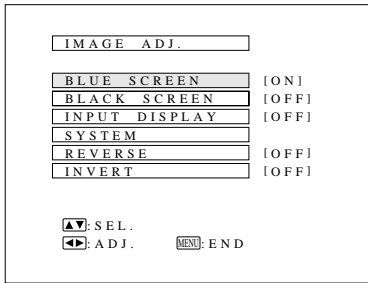 IMAGE ADJ.
BLUE SCREEN [ON]
BLACK SCREEN [OFF]
INPUT DISPLAY [OFF]
SYSTEM
REVERSE [OFF]
INVERT [OFF]
▲▼:SEL.
◀▶:ADJ. MENU:END